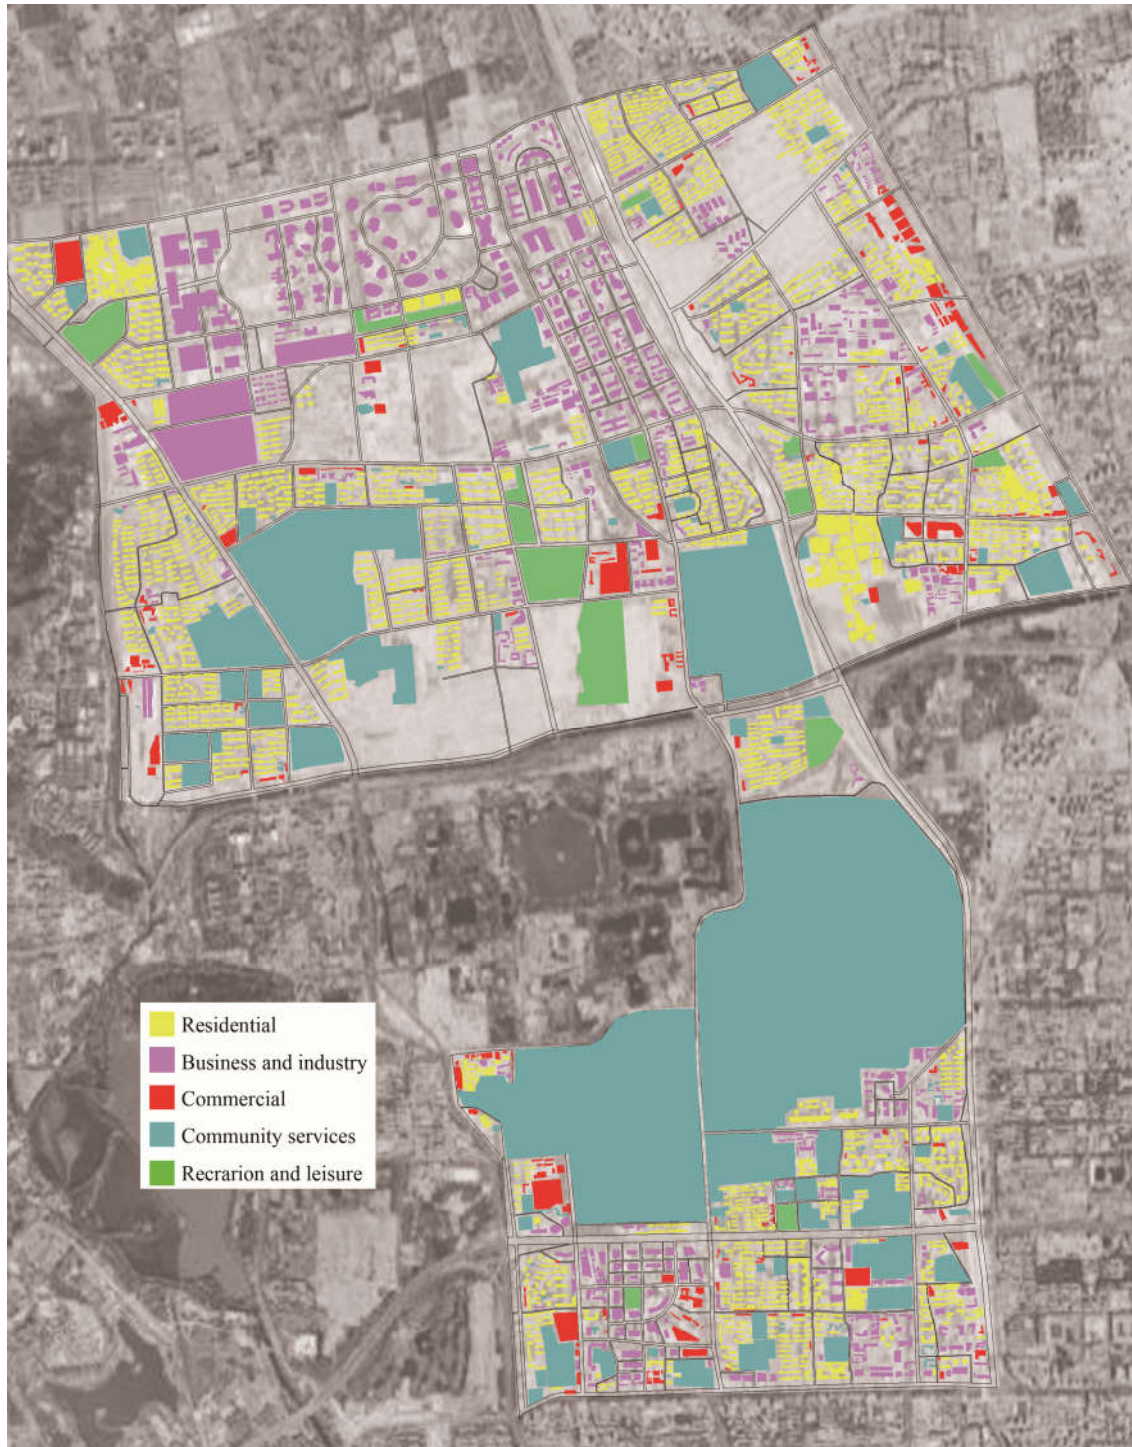 Residential
Business and industry
Commercial
Community services
Recrarion and leisure